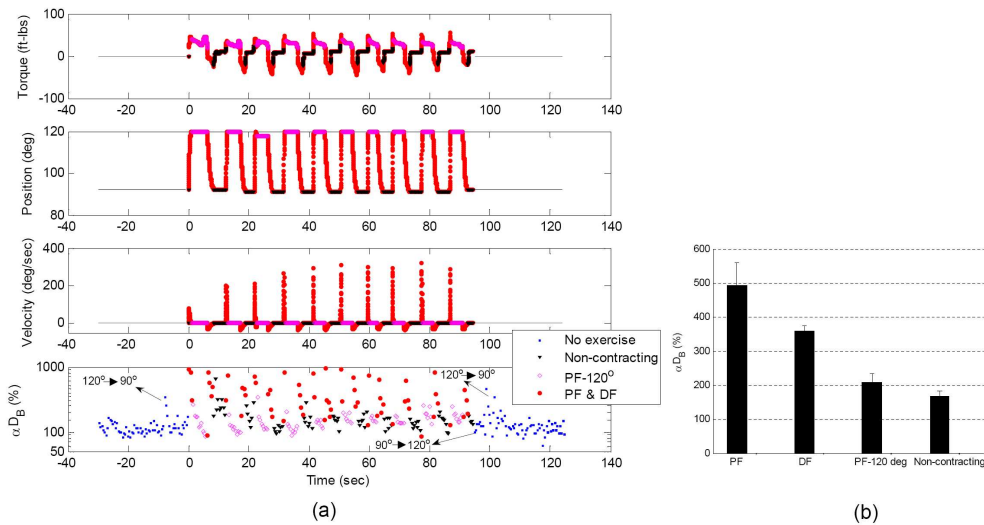 100
0
-100
Torque (ft-lbs)
-40 -20 0 20 40 60 80 100 120 140
120
100
80
Position (deg)
-40 -20 0 20 40 60 80 100 120 140
400
200
0
Velocity (deg/sec)
-40 -20 0 20 40 60 80 100 120 140
No exercise
Non-contracting
PF-120°
PF & DF
1000
100
50
α D_B (%)
120° ➔ 90°
120° ➔ 90°
90° ➔ 120°
-40 -20 0 20 40 60 80 100 120 140
Time (sec)
(a)
600
500
400
300
200
100
0
α D_B (%)
PF DF PF-120 deg Non-contracting
(b)